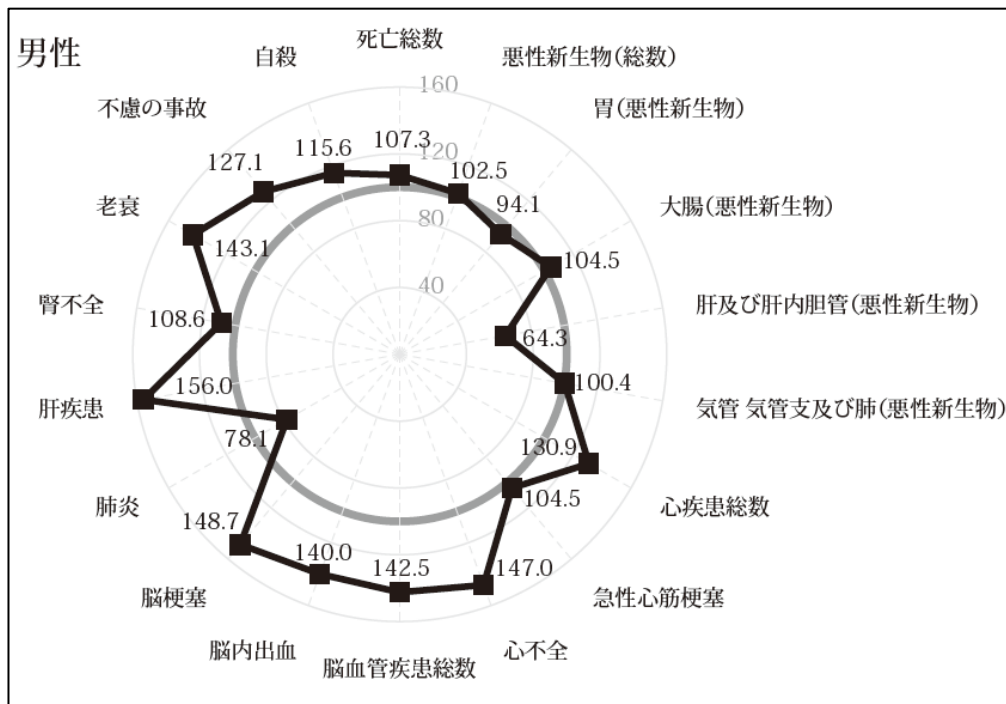 男性
死亡総数
自殺
悪性新生物(総数)
不慮の事故
胃(悪性新生物)
老衰
大腸(悪性新生物)
腎不全
肝及び肝内胆管(悪性新生物)
肝疾患
気管 気管支及び肺(悪性新生物)
肺炎
心疾患総数
脳梗塞
急性心筋梗塞
脳内出血
脳血管疾患総数
心不全
160
120
80
40
107.3
102.5
94.1
104.5
64.3
100.4
130.9
104.5
147.0
142.5
140.0
148.7
78.1
156.0
108.6
143.1
127.1
115.6